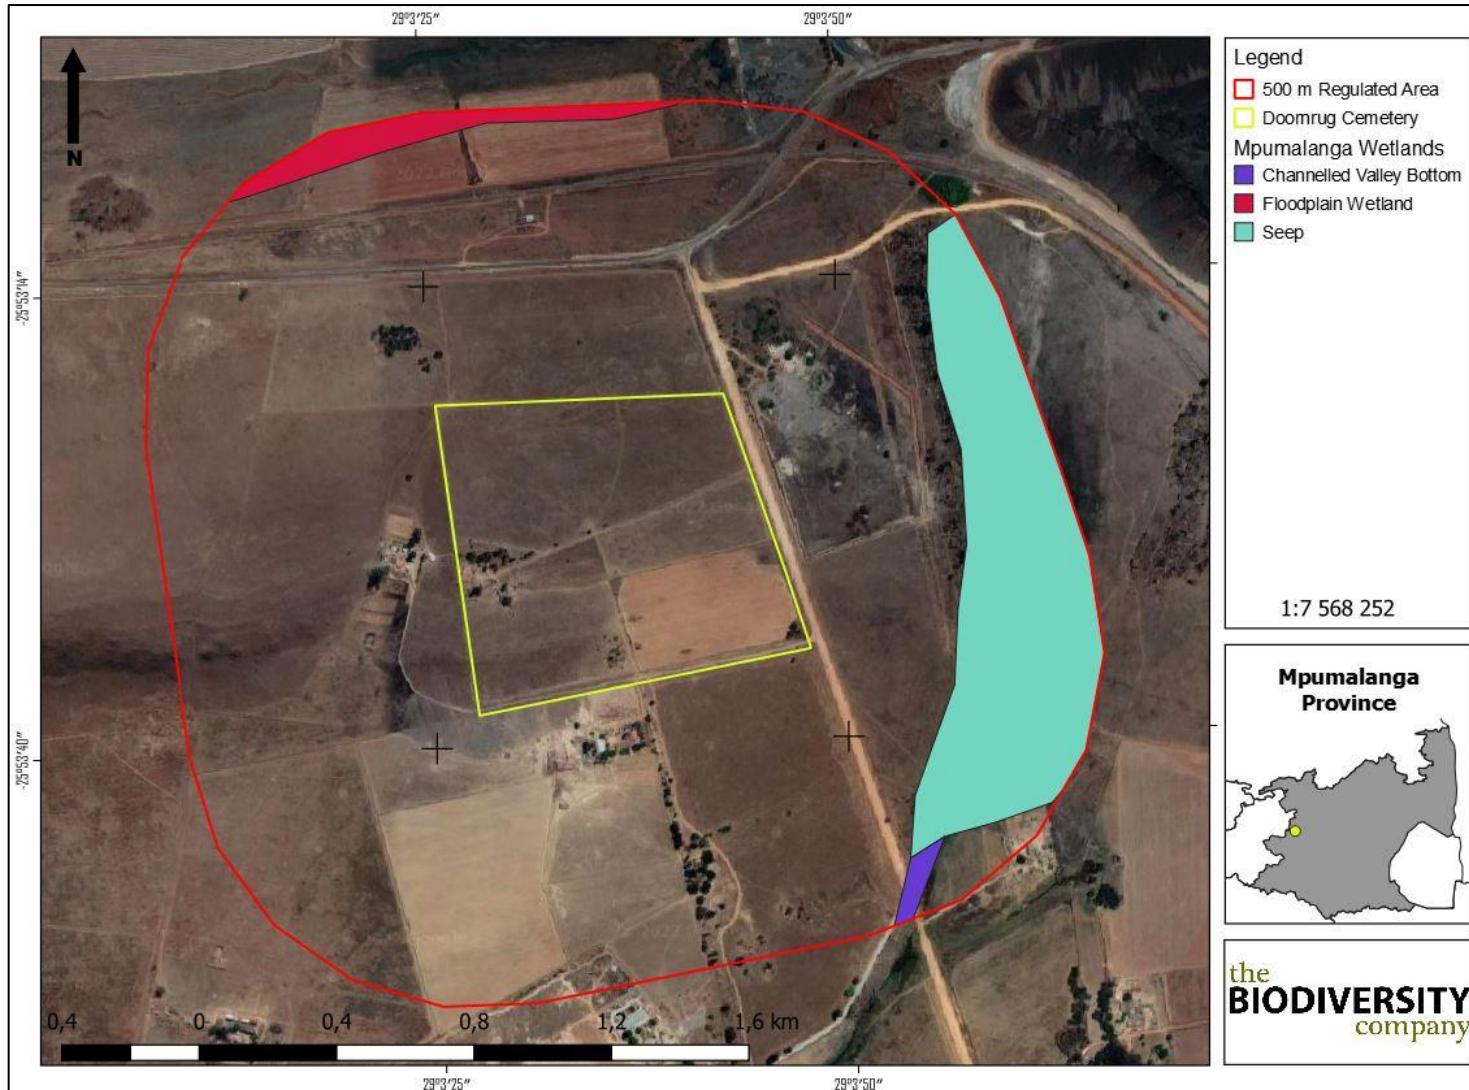 29°3′25″
29°3′50″
N
-25°53′14″
-25°53′40″
0,4
0
0,4
0,8
1,2
1,6 km
29°3′25″
29°3′50″
Legend
500 m Regulated Area
Doornrug Cemetery
Mpumalanga Wetlands
Channelled Valley Bottom
Floodplain Wetland
Seep
1:7 568 252
Mpumalanga
Province
the
BIODIVERSITY
company